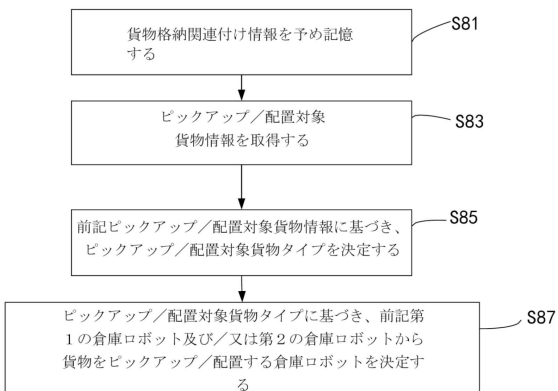 貨物格納関連付け情報を予め記憶
する
S81
ピックアップ／配置対象
貨物情報を取得する
S83
前記ピックアップ／配置対象貨物情報に基づき、
ピックアップ／配置対象貨物タイプを決定する
S85
ピックアップ／配置対象貨物タイプに基づき、前記第
１の倉庫ロボット及び／又は第２の倉庫ロボットから
貨物をピックアップ／配置する倉庫ロボットを決定す
る
S87